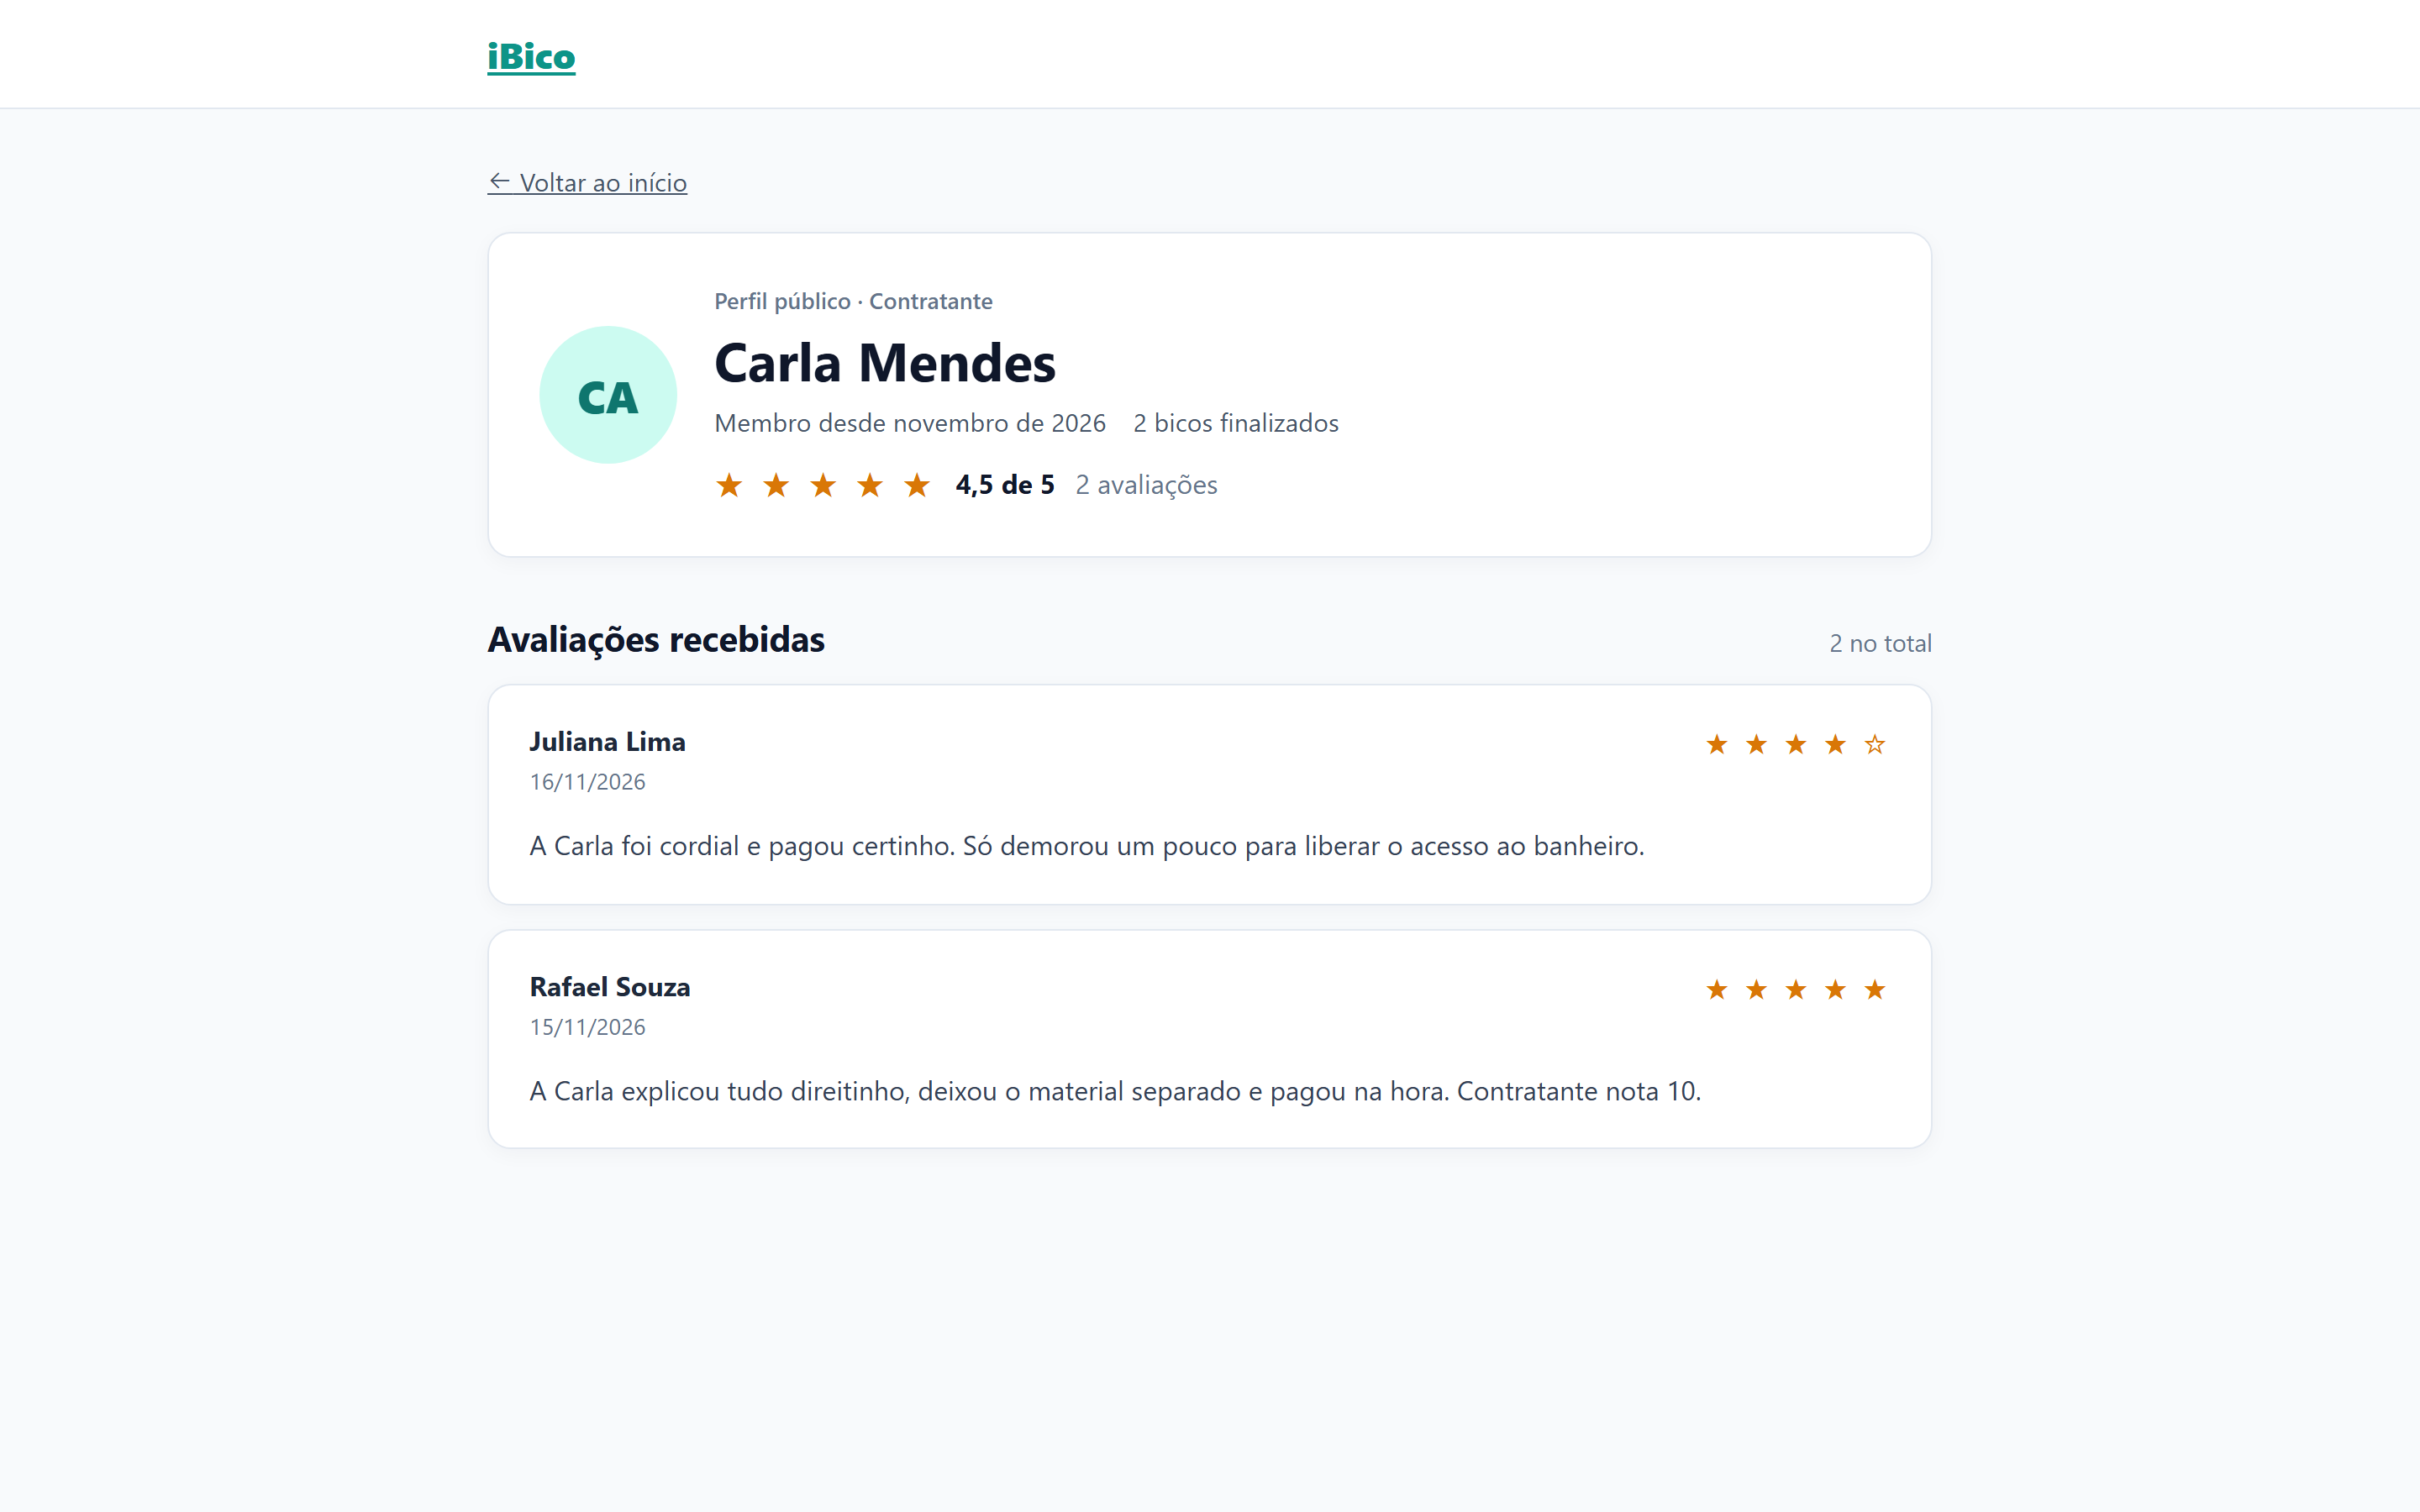 iBico
← Voltar ao início
Perfil público · Contratante
CA
Carla Mendes
Membro desde novembro de 2026 2 bicos finalizados
★ ★ ★ ★ ★ 4,5 de 5 2 avaliações
Avaliações recebidas 2 no total
Juliana Lima ★ ★ ★ ★ ☆
16/11/2026
A Carla foi cordial e pagou certinho. Só demorou um pouco para liberar o acesso ao banheiro.
Rafael Souza ★ ★ ★ ★ ★
15/11/2026
A Carla explicou tudo direitinho, deixou o material separado e pagou na hora. Contratante nota 10.